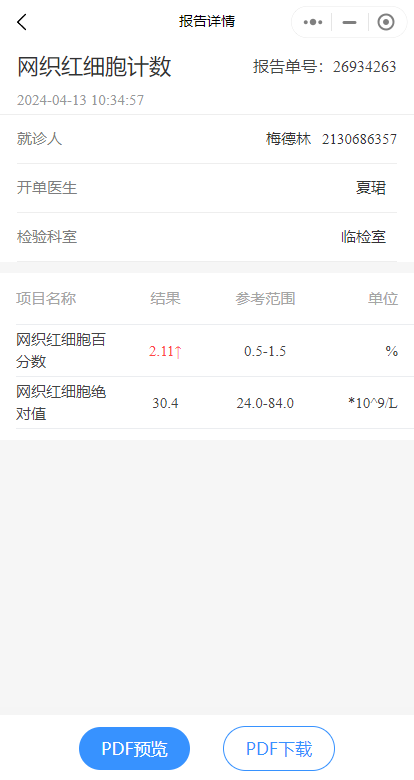 报告详情
网织红细胞计数 报告单号：26934263
2024-04-13 10:34:57
就诊人 梅德林 2130686357
开单医生 夏珺
检验科室 临检室
项目名称 结果 参考范围 单位
网织红细胞百
分数 2.11↑ 0.5-1.5 %
网织红细胞绝
对值 30.4 24.0-84.0 *10^9/L
PDF预览 PDF下载